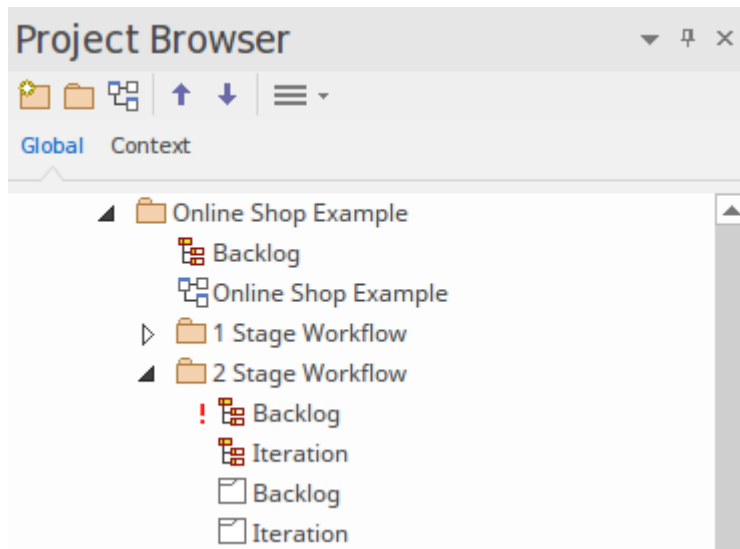 Project Browser
Global Context
Online Shop Example
Backlog
Online Shop Example
1 Stage Workflow
2 Stage Workflow
! Backlog
Iteration
Backlog
Iteration